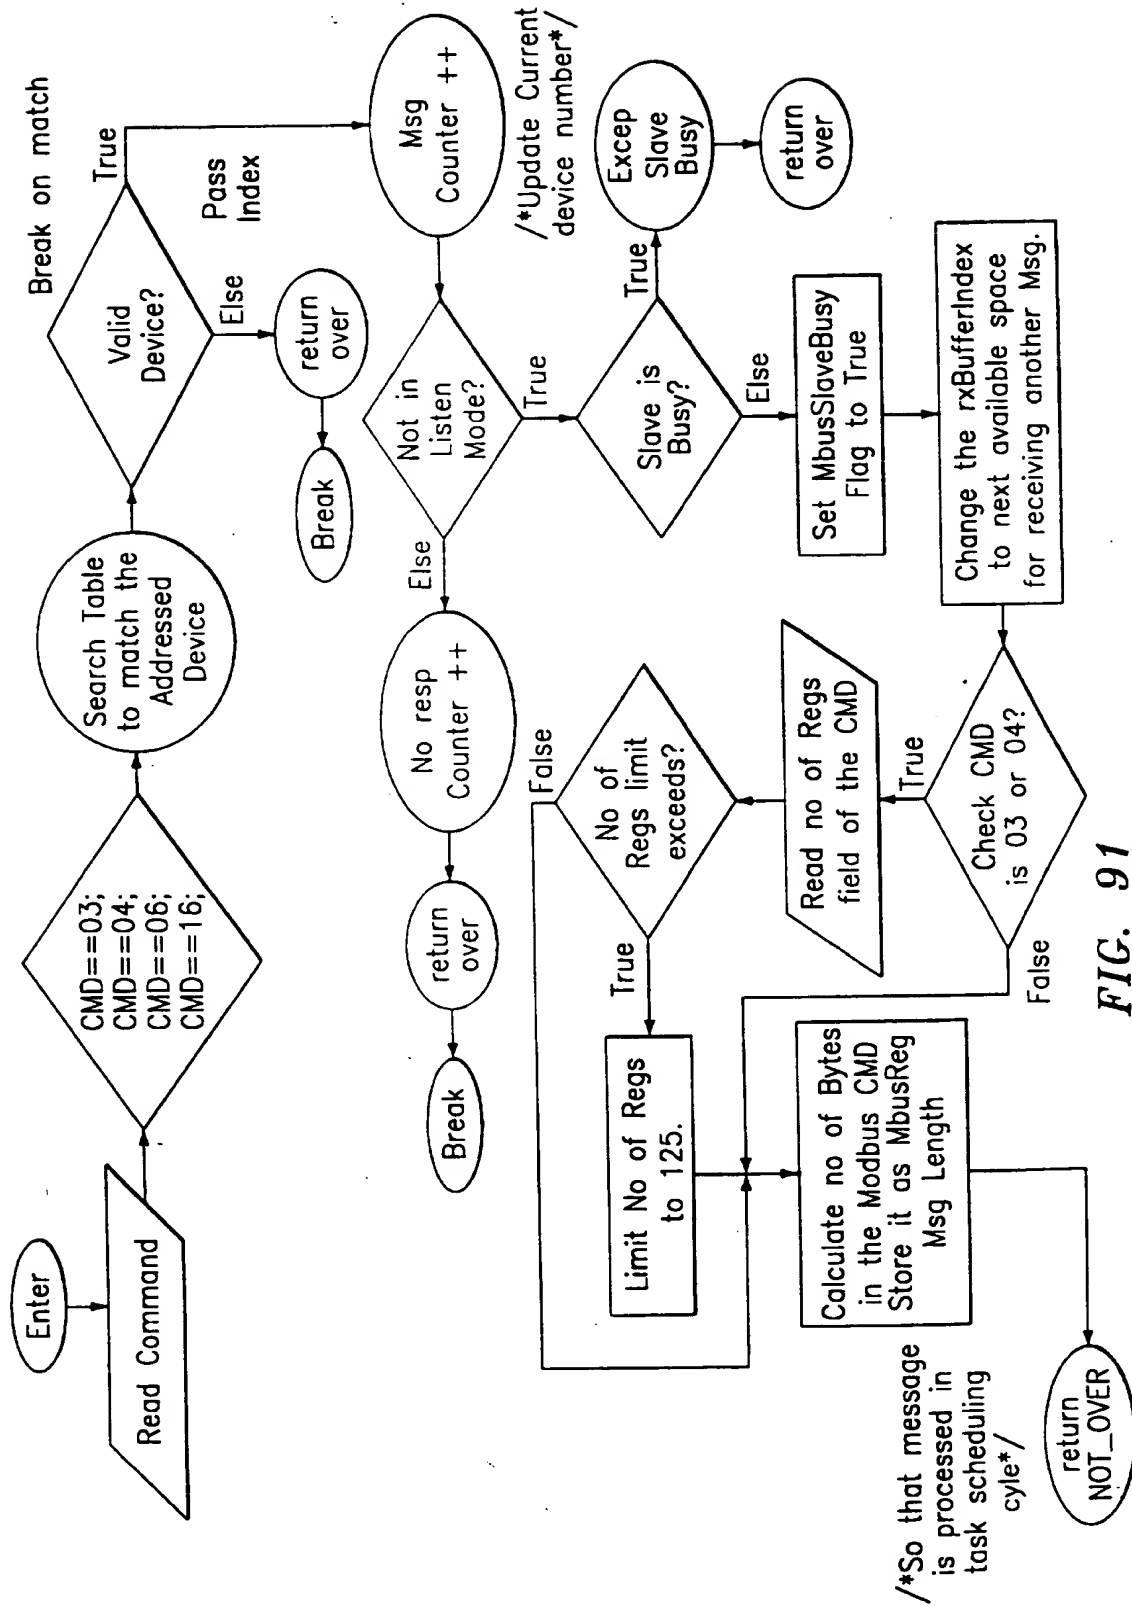 Enter
Read Command
CMD==03;
CMD==04;
CMD==06;
CMD==16;
Search Table
to match the
Addressed
Device
Valid
Device?
Break on match
True
Pass
Index
Else
return
over
Break
Msg
Counter ++
/*Update Current
device number*/
Not in
Listen
Mode?
Else
No resp
Counter ++
return
over
Break
True
Slave is
Busy?
True
Excep
Slave
Busy
return
over
Else
Set MbusSlaveBusy
Flag to True
Change the rxBufferIndex
to next available space
for receiving another Msg.
Check CMD
is 03 or 04?
True
Read no of Regs
field of the CMD
No of
Regs limit
exceeds?
False
True
Limit No of Regs
to 125.
False
Calculate no of Bytes
in the Modbus CMD
Store it as MbusReg
Msg Length
/*So that message
is processed in
task scheduling
cyle*/
return
NOT_OVER
FIG. 91